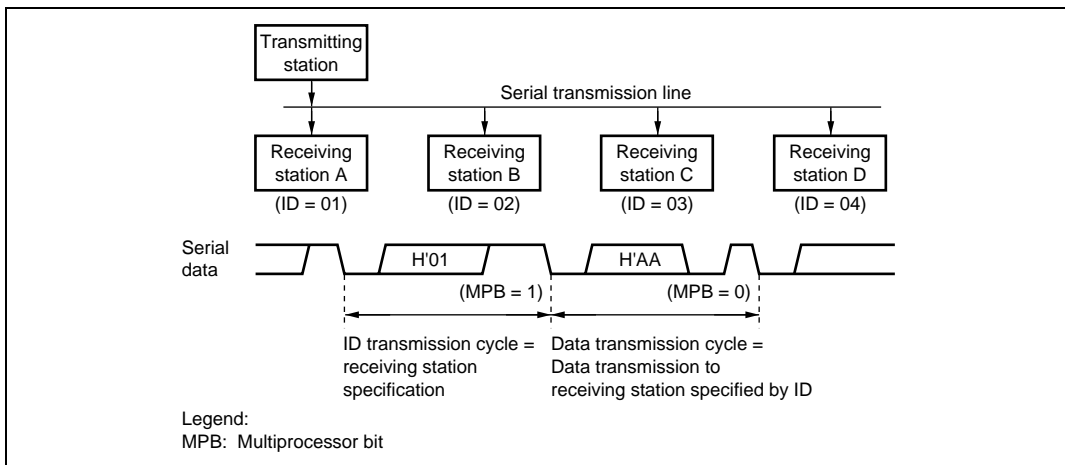 Transmitting
station
Serial transmission line
Receiving
station A
Receiving
station B
Receiving
station C
Receiving
station D
(ID = 01)
(ID = 02)
(ID = 03)
(ID = 04)
Serial
data
H'01
H'AA
(MPB = 1)
(MPB = 0)
ID transmission cycle =
receiving station
specification
Data transmission cycle =
Data transmission to
receiving station specified by ID
Legend:
MPB: Multiprocessor bit